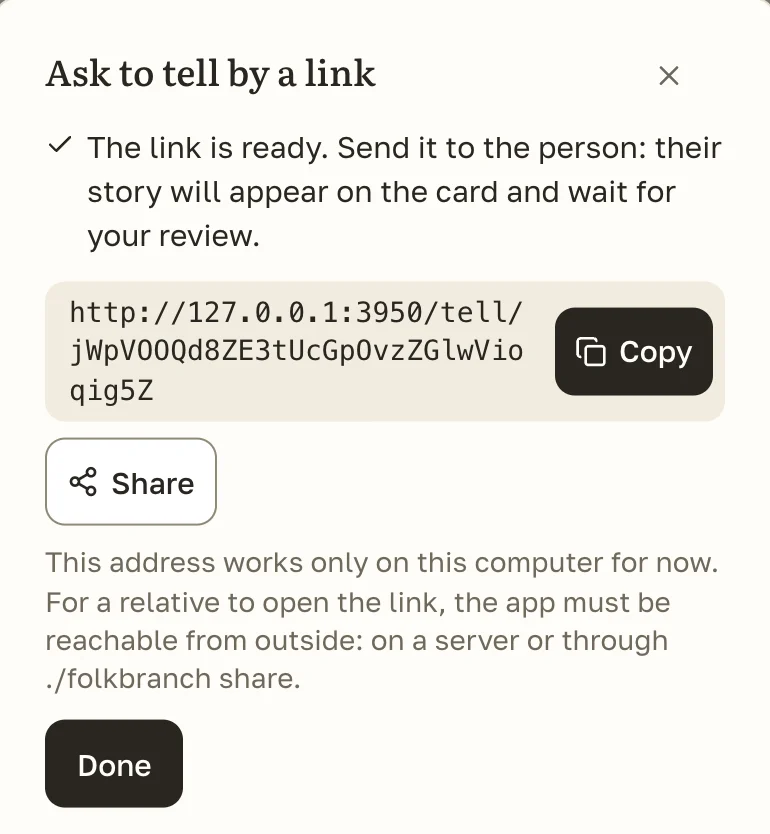 Ask to tell by a link
The link is ready. Send it to the person: their
story will appear on the card and wait for
your review.
http://127.0.0.1:3950/tell/
jWpVOOQd8ZE3tUcGpOvzZGlwVio
qig5Z
Copy
Share
This address works only on this computer for now.
For a relative to open the link, the app must be
reachable from outside: on a server or through
./folkbranch share.
Done